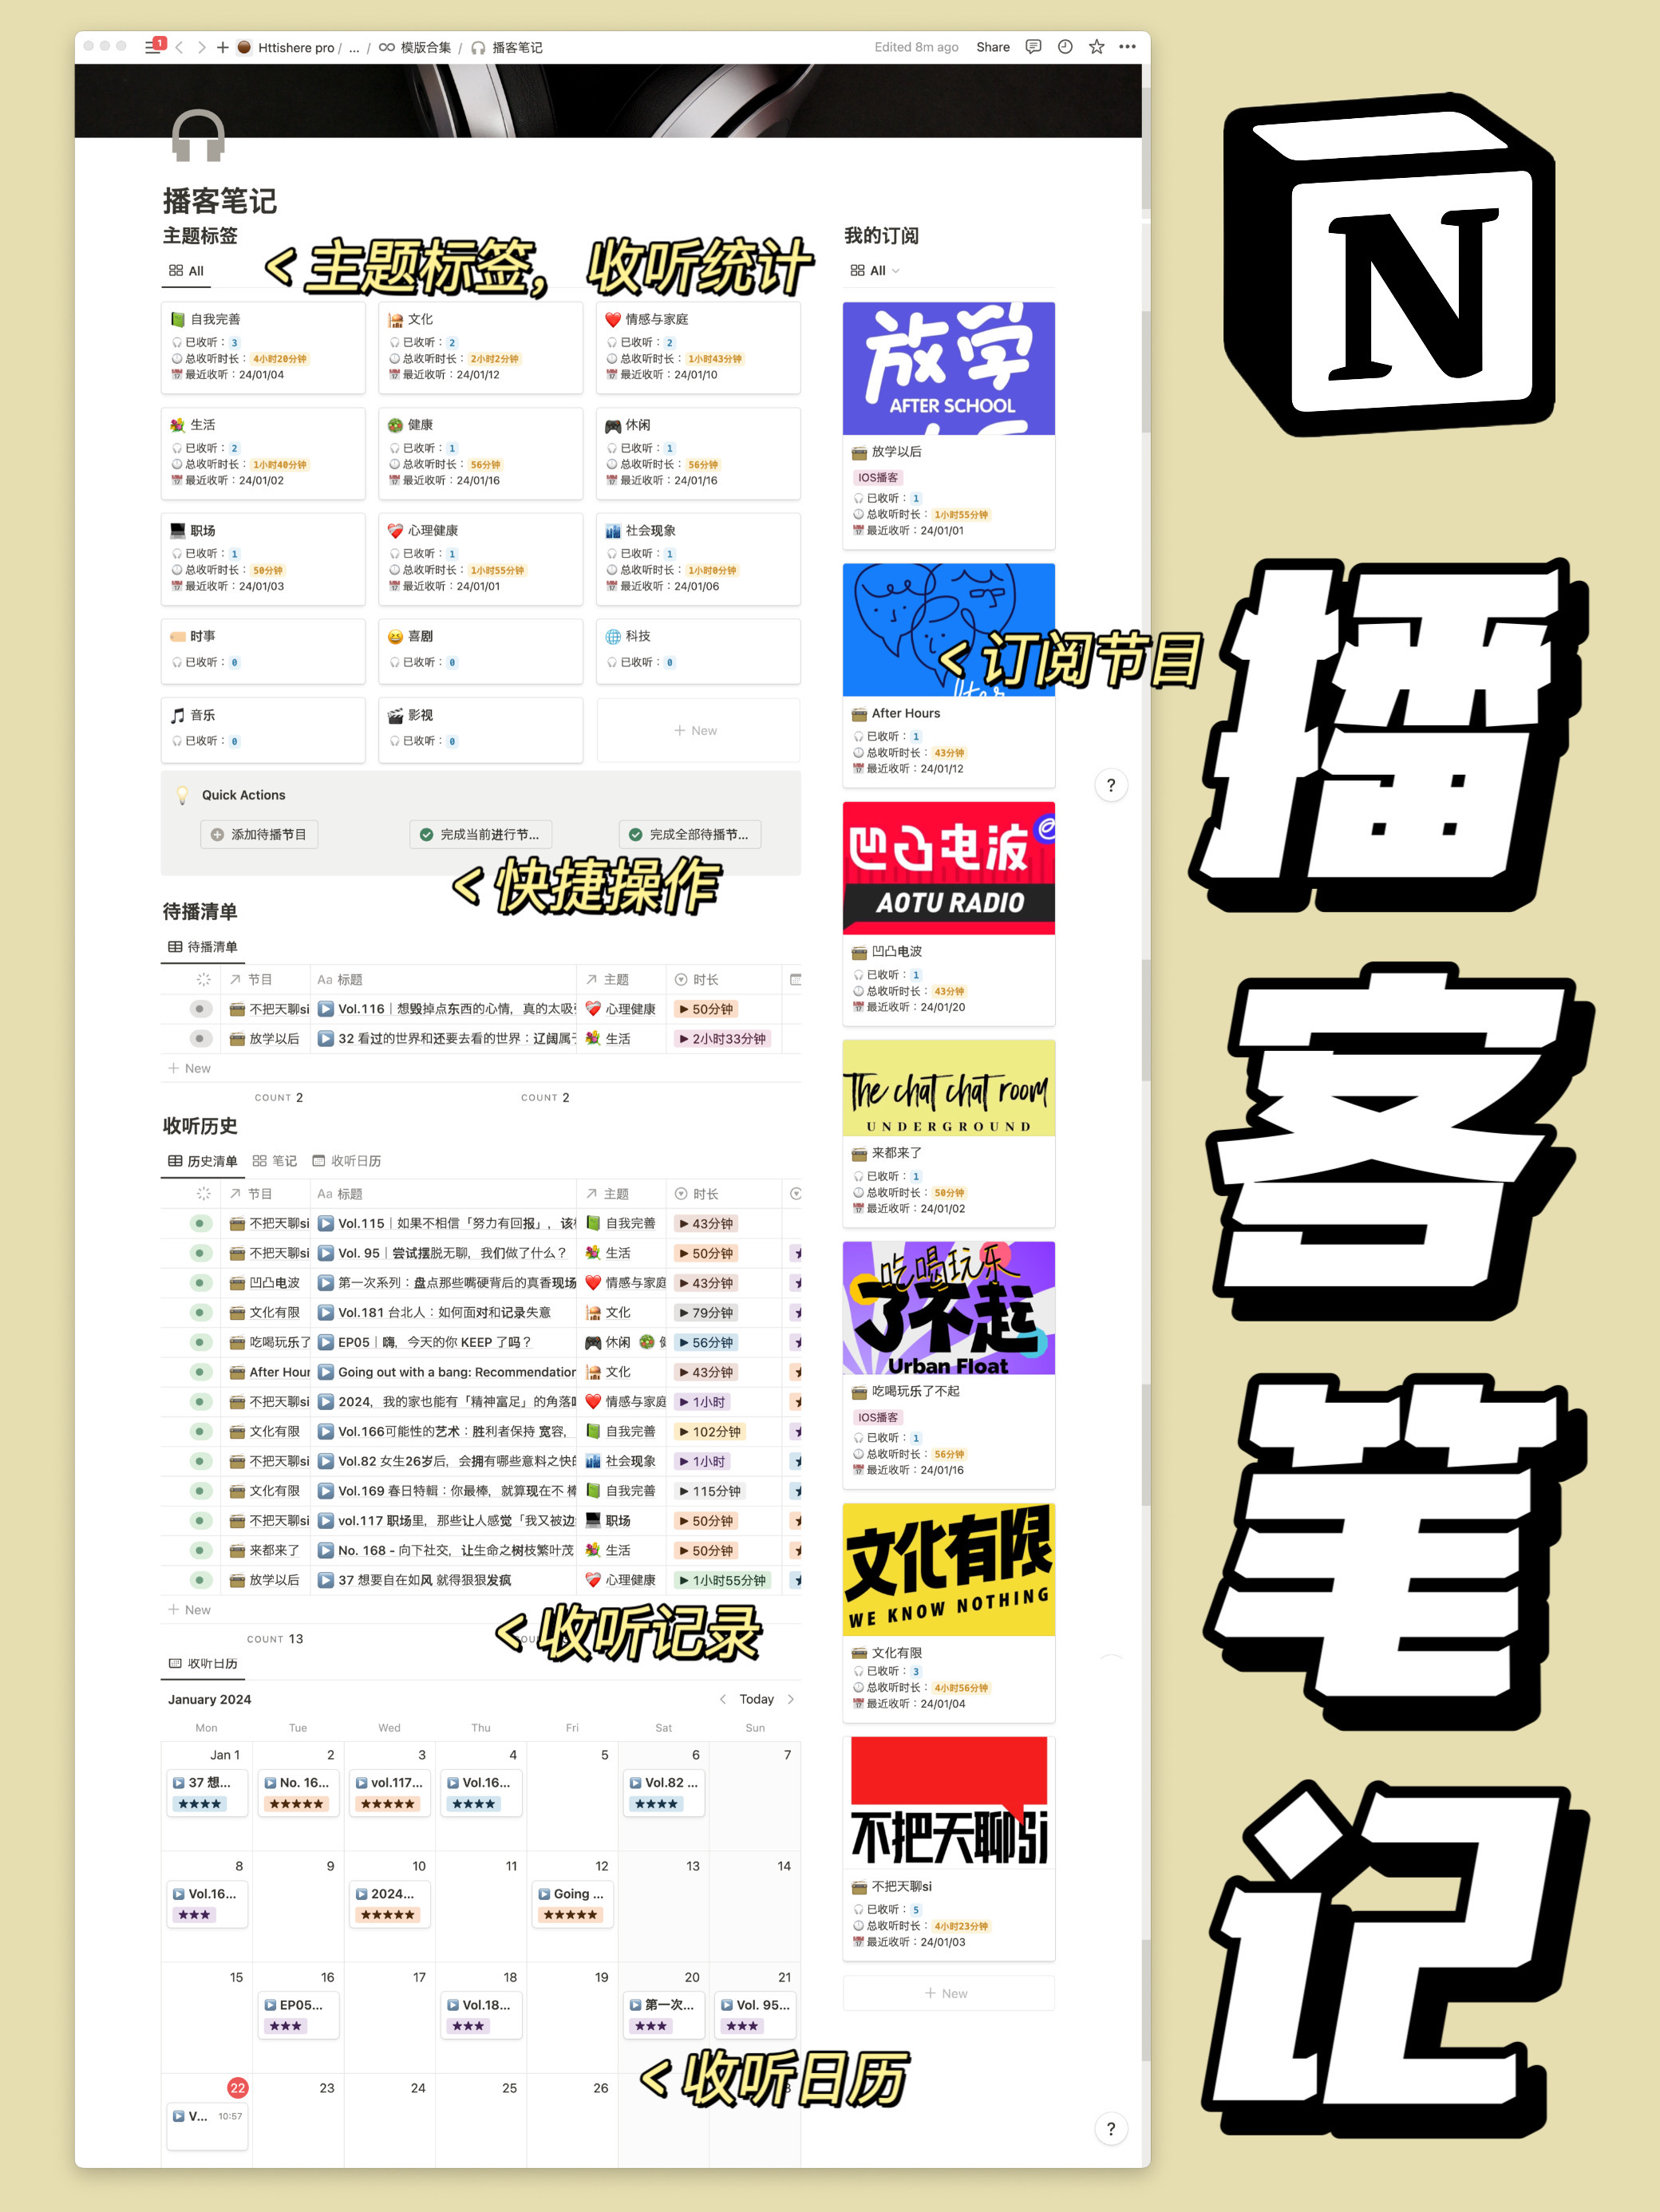 1
Httishere pro / ... / 模版合集 / 播客笔记
Edited 8m ago Share
播客笔记
主题标签
< 主题标签， 收听统计
All
自我完善
已收听：3
总收听时长：4小时20分钟
最近收听：24/01/04
文化
已收听：2
总收听时长：2小时2分钟
最近收听：24/01/12
情感与家庭
已收听：2
总收听时长：1小时43分钟
最近收听：24/01/10
生活
已收听：2
总收听时长：1小时40分钟
最近收听：24/01/02
健康
已收听：1
总收听时长：56分钟
最近收听：24/01/16
休闲
已收听：1
总收听时长：56分钟
最近收听：24/01/16
职场
已收听：1
总收听时长：50分钟
最近收听：24/01/03
心理健康
已收听：1
总收听时长：1小时55分钟
最近收听：24/01/01
社会现象
已收听：1
总收听时长：1小时0分钟
最近收听：24/01/06
时事
已收听：0
喜剧
已收听：0
科技
已收听：0
音乐
已收听：0
影视
已收听：0
+ New
Quick Actions
添加待播节目
完成当前进行节...
完成全部待播节...
< 快捷操作
待播清单
待播清单
节目 Aa 标题 主题 时长
不把天聊si Vol.116｜想毁掉点东西的心情，真的太吸 心理健康 ▶ 50分钟
放学以后 32 看过的世界和还要去看的世界：辽阔属于 生活 ▶ 2小时33分钟
+ New
COUNT 2 COUNT 2
收听历史
历史清单 笔记 收听日历
节目 Aa 标题 主题 时长
不把天聊si Vol.115｜如果不相信「努力有回报」，该 自我完善 ▶ 43分钟
不把天聊si Vol. 95｜尝试摆脱无聊，我们做了什么？ 生活 ▶ 50分钟
凹凸电波 第一次系列：盘点那些嘴硬背后的真香现场 情感与家庭 ▶ 43分钟
文化有限 Vol.181 台北人：如何面对和记录失意 文化 ▶ 79分钟
吃喝玩乐了 EP05｜嗨，今天的你 KEEP 了吗？ 休闲 ▶ 56分钟
After Hour Going out with a bang: Recommendation 文化 ▶ 43分钟
不把天聊si 2024，我的家也能有「精神富足」的角落 情感与家庭 ▶ 1小时
文化有限 Vol.166可能性的艺术：胜利者保持 宽容， 自我完善 ▶ 102分钟
不把天聊si Vol.82 女生26岁后，会拥有哪些意料之快 社会现象 ▶ 1小时
文化有限 Vol.169 春日特輯：你最棒，就算现在不 棒 自我完善 ▶ 115分钟
不把天聊si vol.117 职场里，那些让人感觉「我又被边 职场 ▶ 50分钟
来都来了 No. 168 - 向下社交，让生命之树枝繁叶茂 生活 ▶ 50分钟
放学以后 37 想要自在如风 就得狠狠发疯 心理健康 ▶ 1小时55分钟
+ New
COUNT 13
< 收听记录
收听日历
January 2024 Today
Mon Tue Wed Thu Fri Sat Sun
Jan 1 2 3 4 5 6 7
37 想... No. 16... vol.117... Vol.16... Vol.82 ...
★★★★ ★★★★★ ★★★★★ ★★★★ ★★★★
8 9 10 11 12 13 14
Vol.16... 2024... Going ...
★★★ ★★★★★ ★★★★★
15 16 17 18 19 20 21
EP05... Vol.18... 第一次... Vol. 95...
★★★ ★★★ ★★★ ★★★
22 23 24 25 26
V... 10:57
< 收听日历
我的订阅
All
放学
AFTER SCHOOL
放学以后
IOS播客
已收听：1
总收听时长：1小时55分钟
最近收听：24/01/01
< 订阅节目
After Hours
已收听：1
总收听时长：43分钟
最近收听：24/01/12
凹凸电波
AOTU RADIO
凹凸电波
已收听：1
总收听时长：43分钟
最近收听：24/01/20
The chat chat room
UNDERGROUND
来都来了
已收听：1
总收听时长：50分钟
最近收听：24/01/02
吃喝玩乐
了不起
Urban Float
吃喝玩乐了不起
IOS播客
已收听：1
总收听时长：56分钟
最近收听：24/01/16
文化有限
WE KNOW NOTHING
文化有限
已收听：3
总收听时长：4小时56分钟
最近收听：24/01/04
不把天聊si
不把天聊si
已收听：5
总收听时长：4小时23分钟
最近收听：24/01/03
+ New
?
?
N
播
客
笔
记